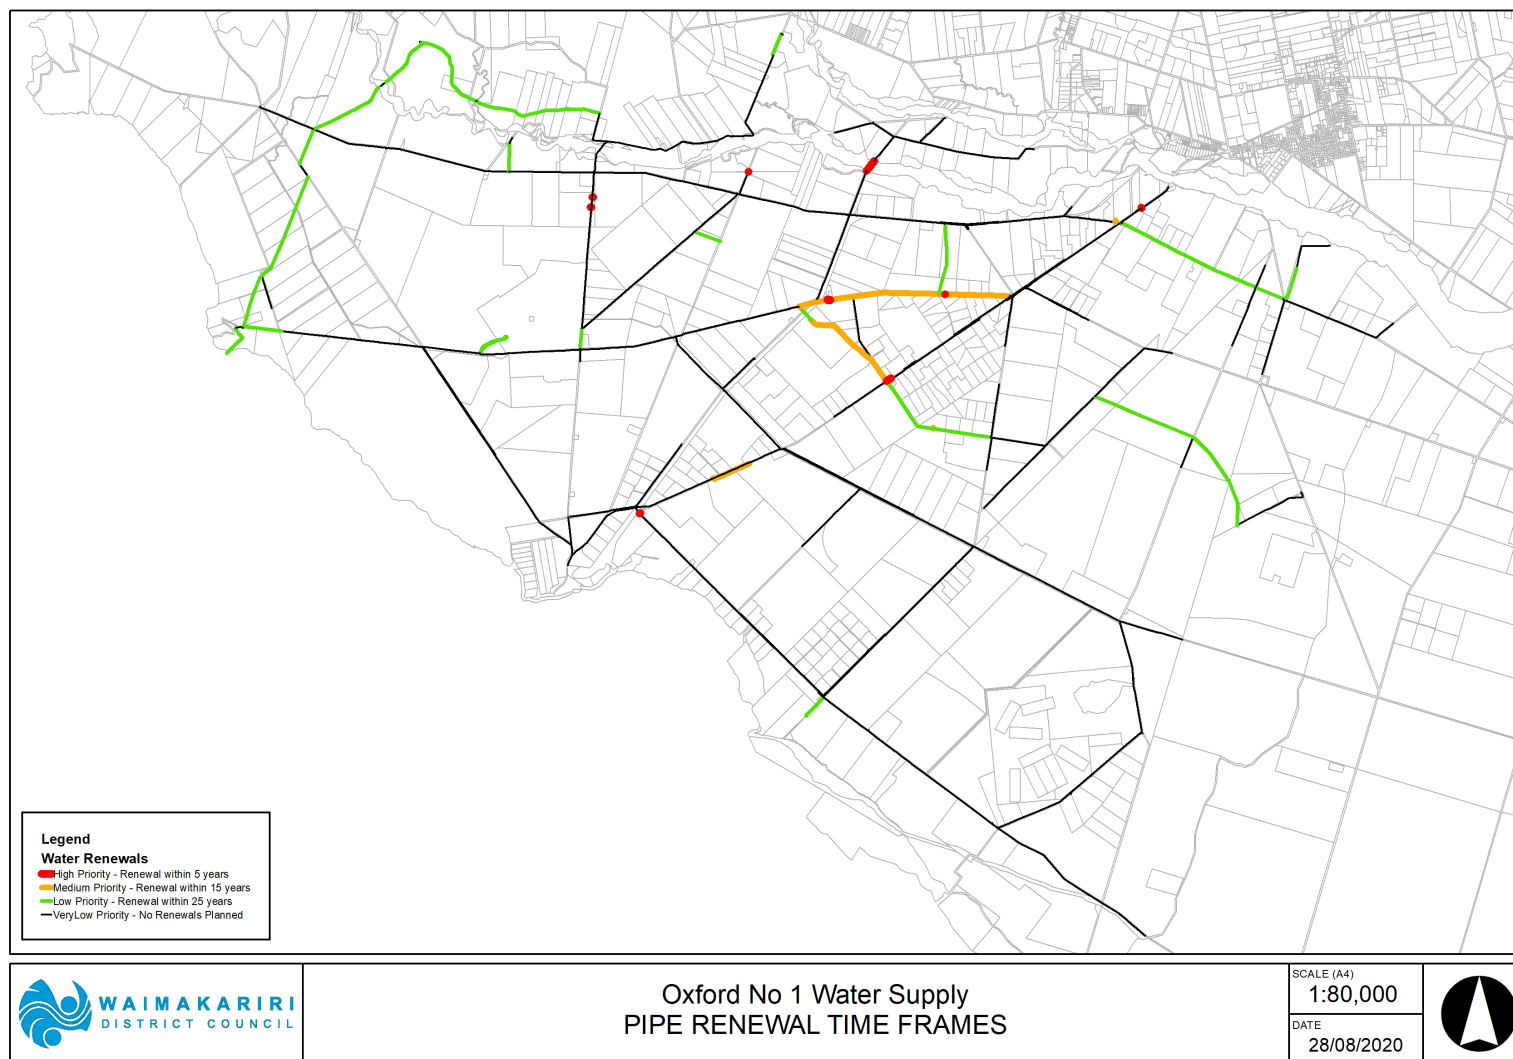 Legend
Water Renewals
High Priority - Renewal within 5 years
Medium Priority - Renewal within 15 years
Low Priority - Renewal within 25 years
VeryLow Priority - No Renewals Planned
WAIMAKARIRI
DISTRICT COUNCIL
Oxford No 1 Water Supply
PIPE RENEWAL TIME FRAMES
SCALE (A4)
1:80,000
DATE
28/08/2020